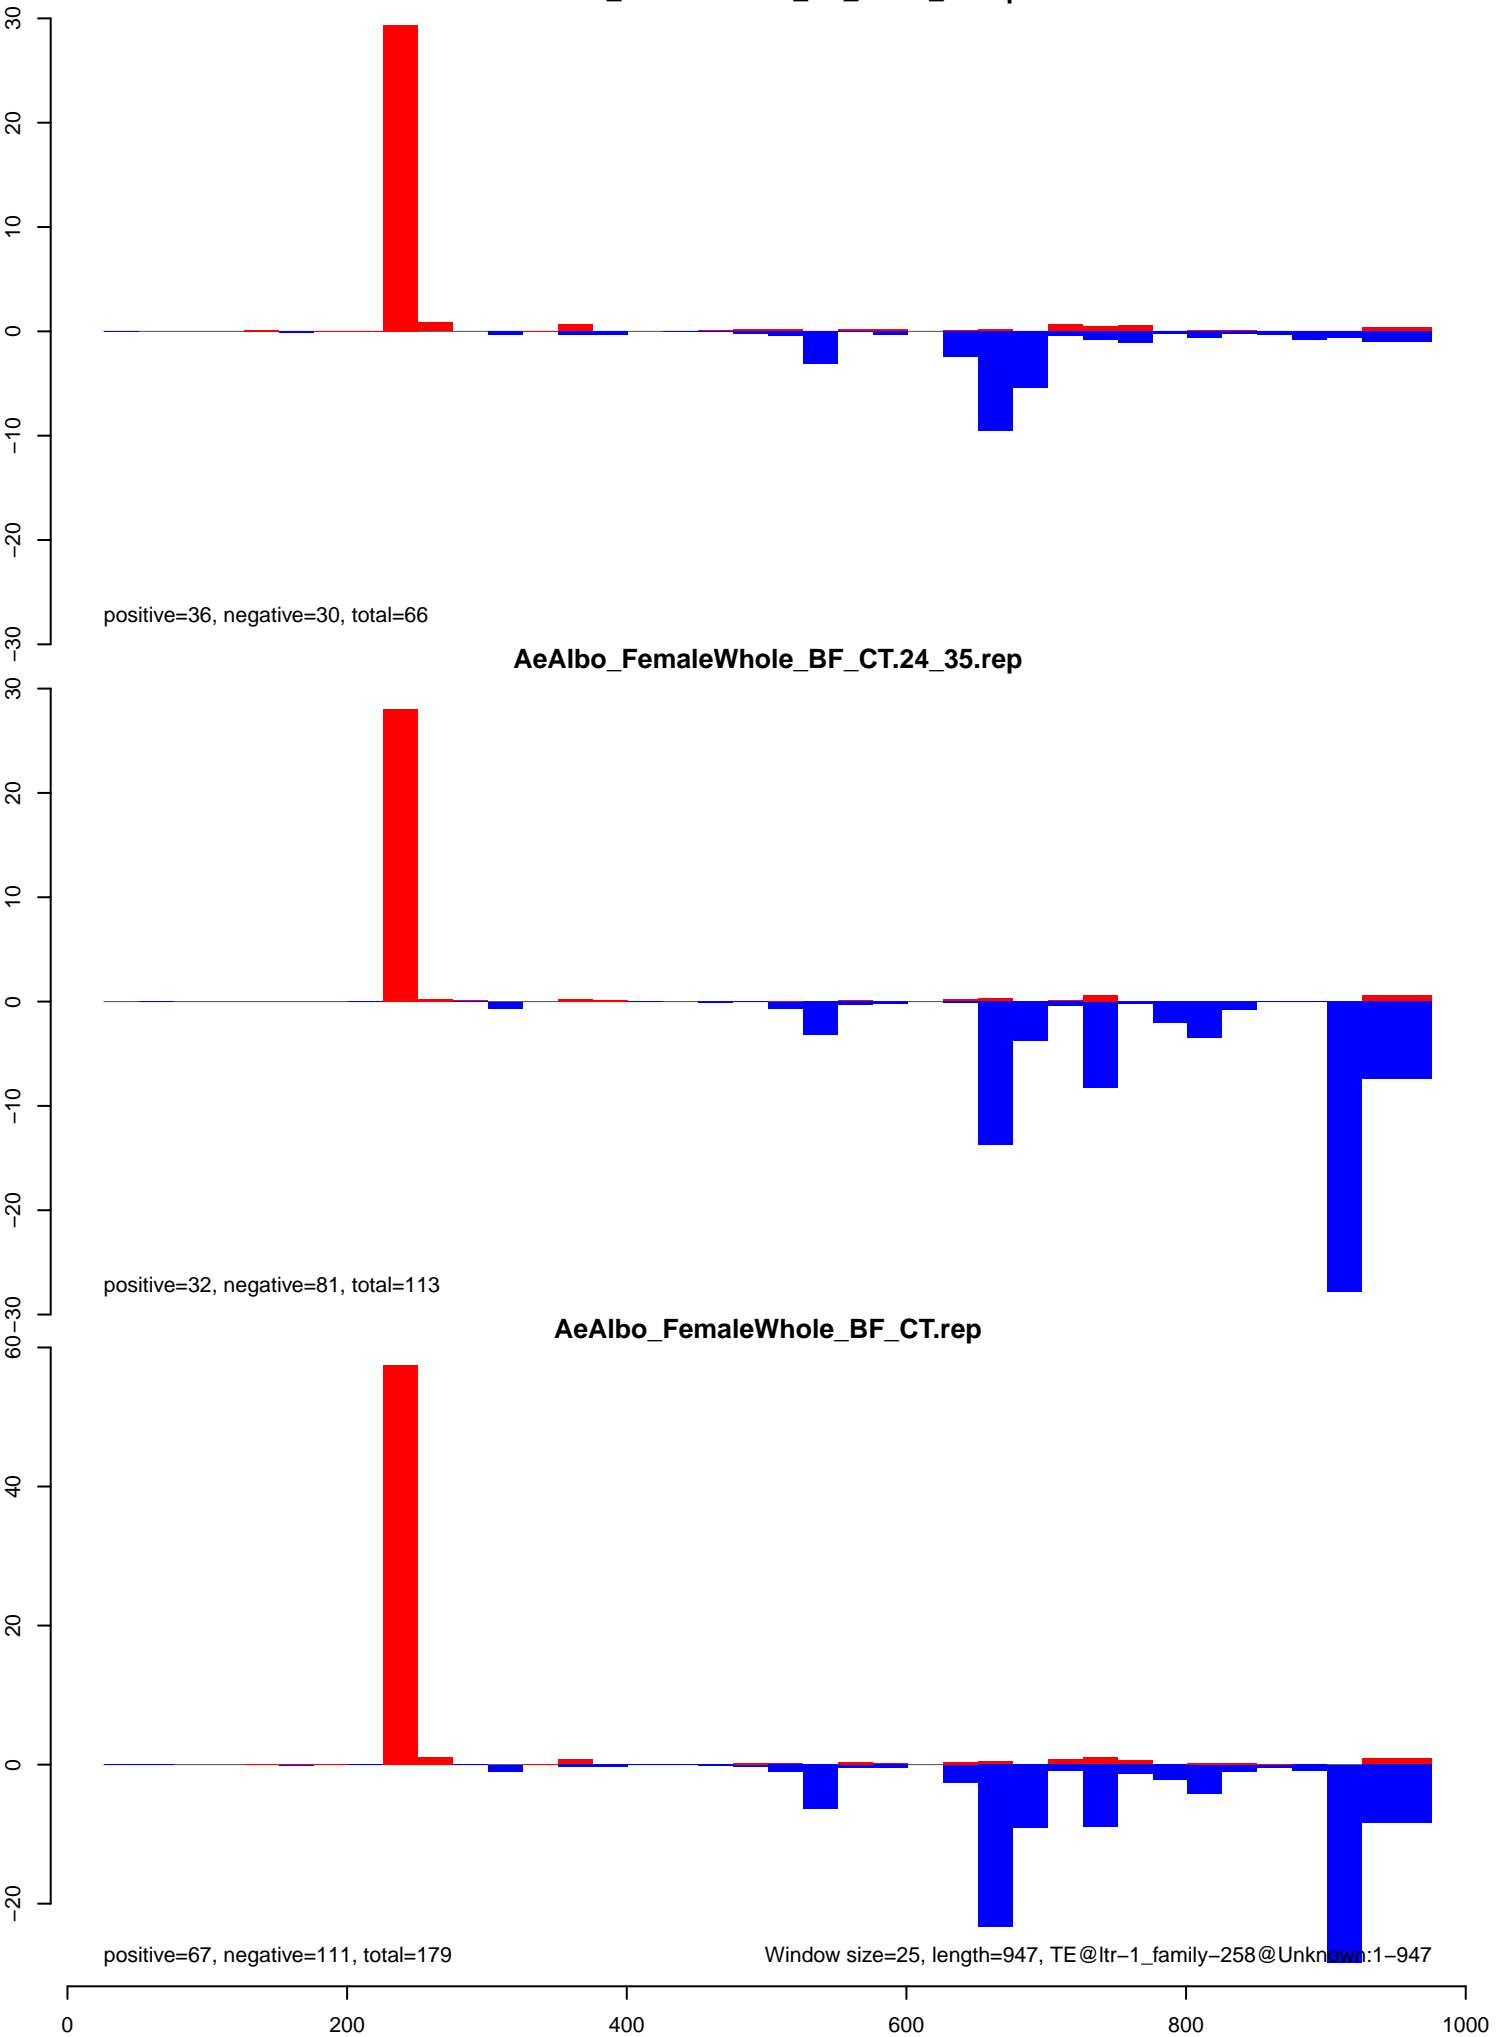 30
20
10
0
−10
−20
−30
positive=36, negative=30, total=66
AeAlbo_FemaleWhole_BF_CT.24_35.rep
30
20
10
0
−10
−20
−30
positive=32, negative=81, total=113
AeAlbo_FemaleWhole_BF_CT.rep
60
40
20
0
−20
positive=67, negative=111, total=179
Window size=25, length=947, TE@ltr−1_family−258@Unknown:1−947
0 200 400 600 800 1000